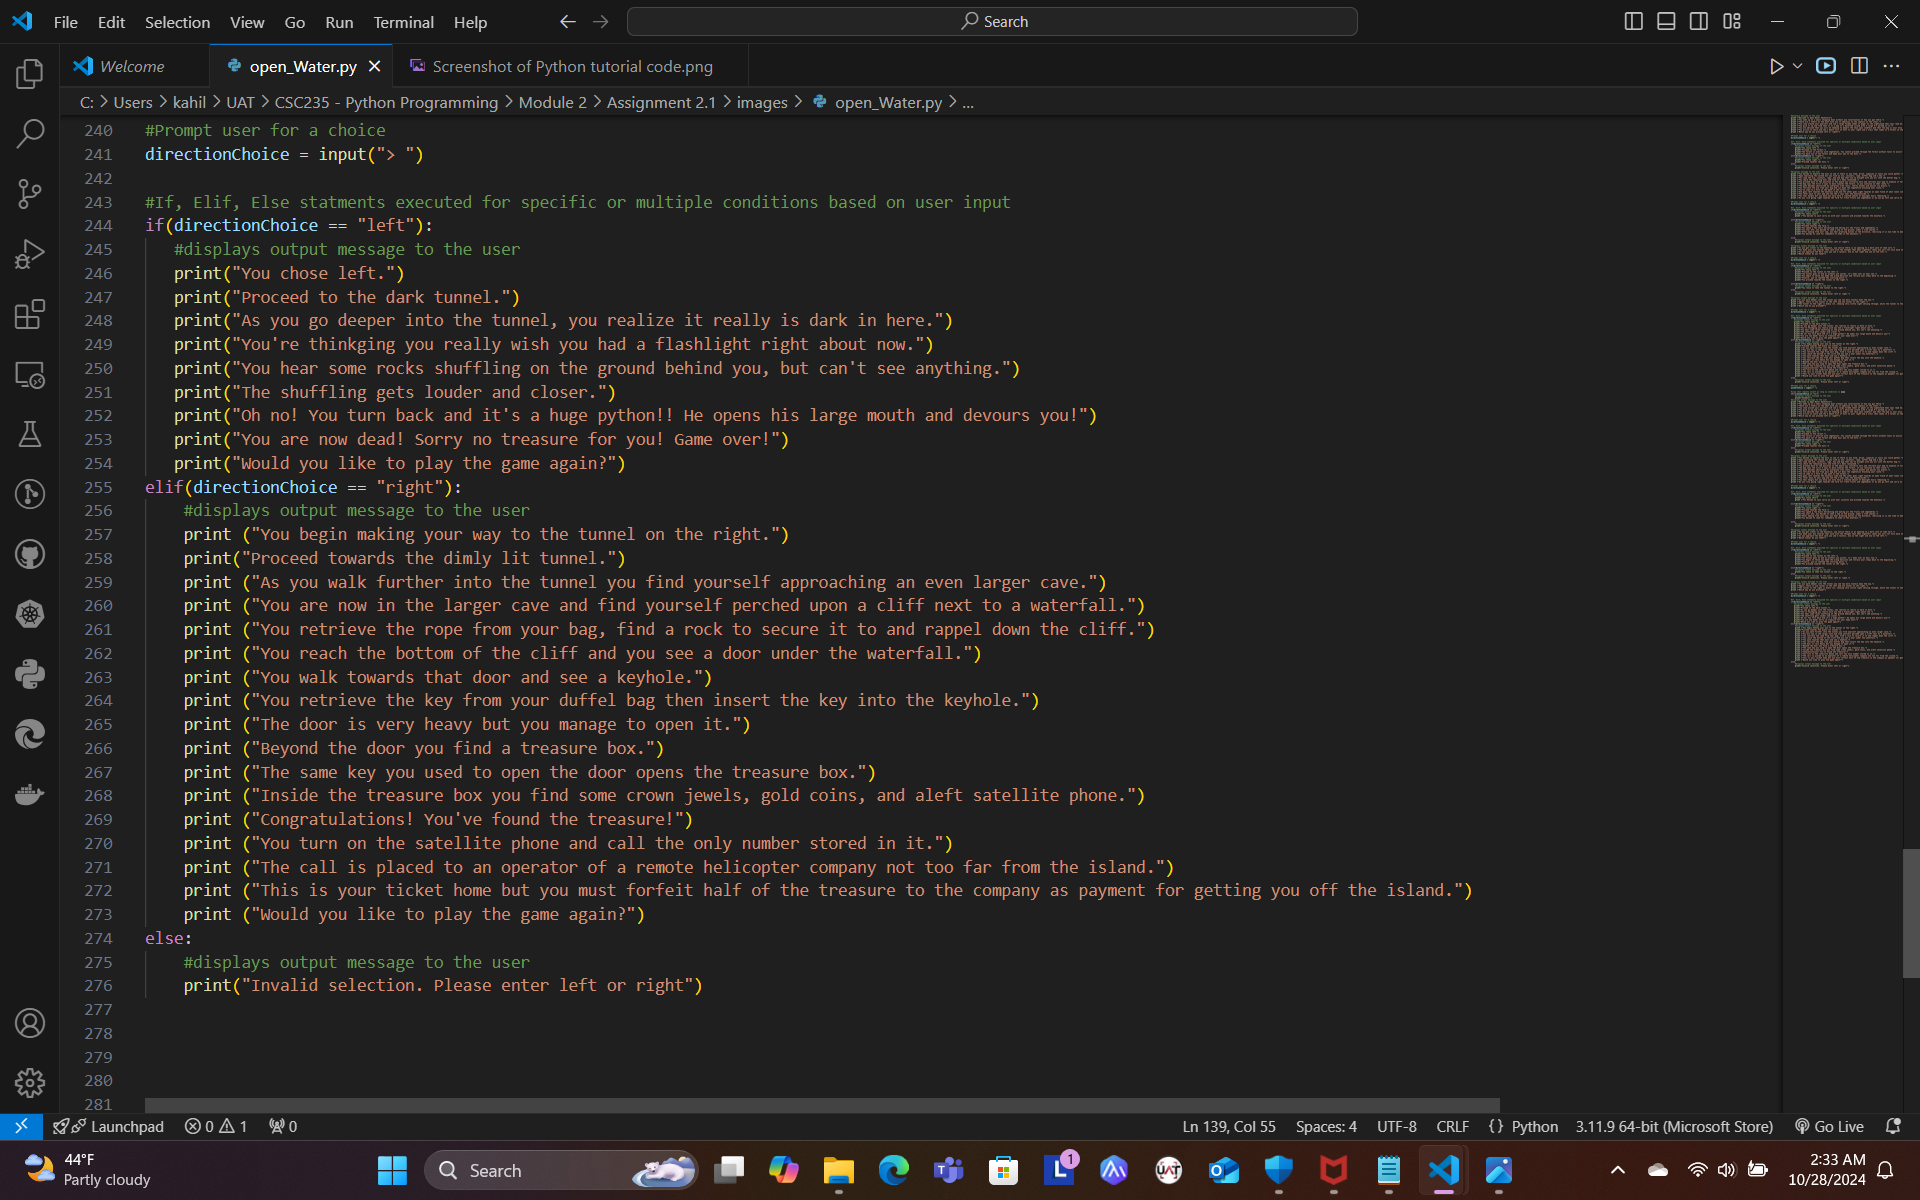 File Edit Selection View Go Run Terminal Help Search
Welcome open_Water.py Screenshot of Python tutorial code.png
C: > Users > kahil > UAT > CSC235 - Python Programming > Module 2 > Assignment 2.1 > images > open_Water.py > ...
240 #Prompt user for a choice
241 directionChoice = input("> ")
242
243 #If, Elif, Else statments executed for specific or multiple conditions based on user input
244 if(directionChoice == "left"):
245 #displays output message to the user
246 print("You chose left.")
247 print("Proceed to the dark tunnel.")
248 print("As you go deeper into the tunnel, you realize it really is dark in here.")
249 print("You're thinkging you really wish you had a flashlight right about now.")
250 print("You hear some rocks shuffling on the ground behind you, but can't see anything.")
251 print("The shuffling gets louder and closer.")
252 print("Oh no! You turn back and it's a huge python!! He opens his large mouth and devours you!")
253 print("You are now dead! Sorry no treasure for you! Game over!")
254 print("Would you like to play the game again?")
255 elif(directionChoice == "right"):
256 #displays output message to the user
257 print ("You begin making your way to the tunnel on the right.")
258 print("Proceed towards the dimly lit tunnel.")
259 print ("As you walk further into the tunnel you find yourself approaching an even larger cave.")
260 print ("You are now in the larger cave and find yourself perched upon a cliff next to a waterfall.")
261 print ("You retrieve the rope from your bag, find a rock to secure it to and rappel down the cliff.")
262 print ("You reach the bottom of the cliff and you see a door under the waterfall.")
263 print ("You walk towards that door and see a keyhole.")
264 print ("You retrieve the key from your duffel bag then insert the key into the keyhole.")
265 print ("The door is very heavy but you manage to open it.")
266 print ("Beyond the door you find a treasure box.")
267 print ("The same key you used to open the door opens the treasure box.")
268 print ("Inside the treasure box you find some crown jewels, gold coins, and aleft satellite phone.")
269 print ("Congratulations! You've found the treasure!")
270 print ("You turn on the satellite phone and call the only number stored in it.")
271 print ("The call is placed to an operator of a remote helicopter company not too far from the island.")
272 print ("This is your ticket home but you must forfeit half of the treasure to the company as payment for getting you off the island.")
273 print ("Would you like to play the game again?")
274 else:
275 #displays output message to the user
276 print("Invalid selection. Please enter left or right")
277
278
279
280
281
Launchpad 0 1 0 Ln 139, Col 55 Spaces: 4 UTF-8 CRLF {} Python 3.11.9 64-bit (Microsoft Store) Go Live
44°F
Partly cloudy
Search
1
UAT
2:33 AM
10/28/2024